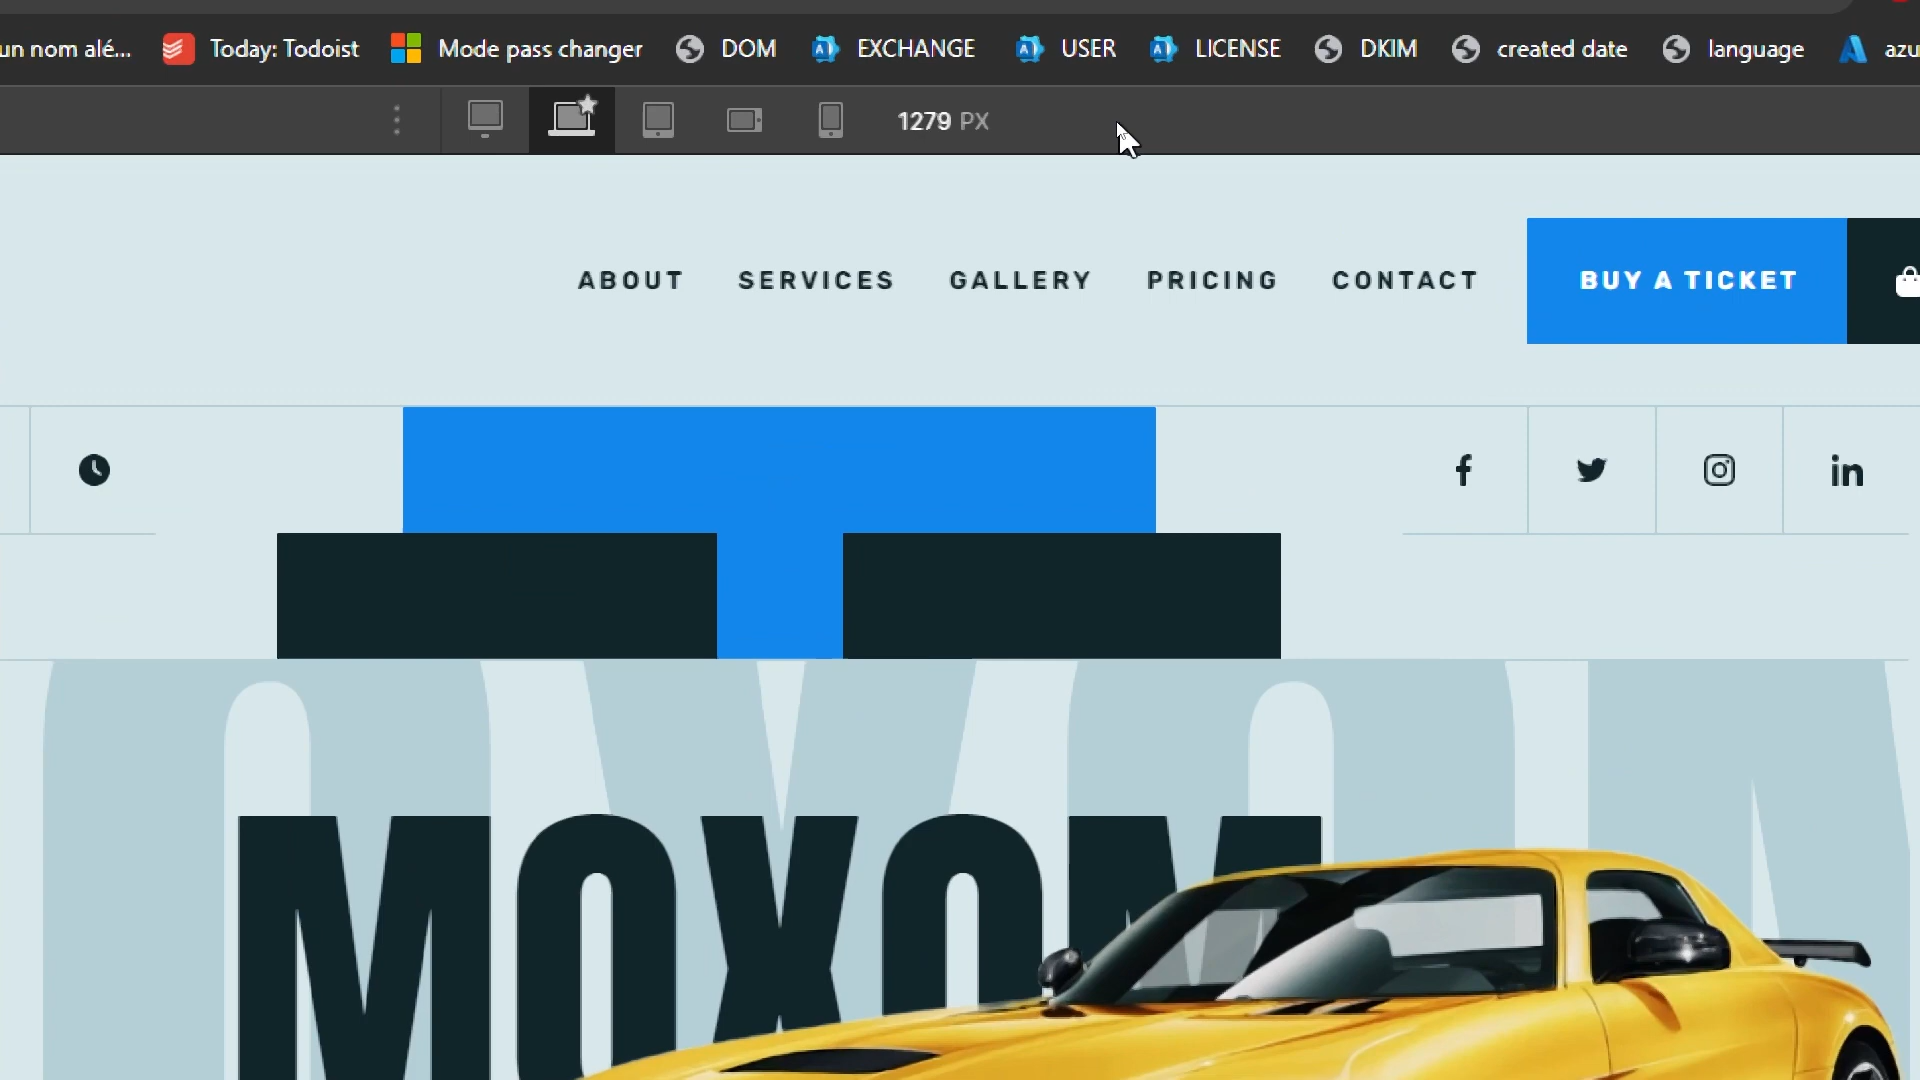 un nom alé... Today: Todoist Mode pass changer DOM EXCHANGE USER LICENSE DKIM created date language azu
1279 PX
ABOUT SERVICES GALLERY PRICING CONTACT BUY A TICKET
MOXOM